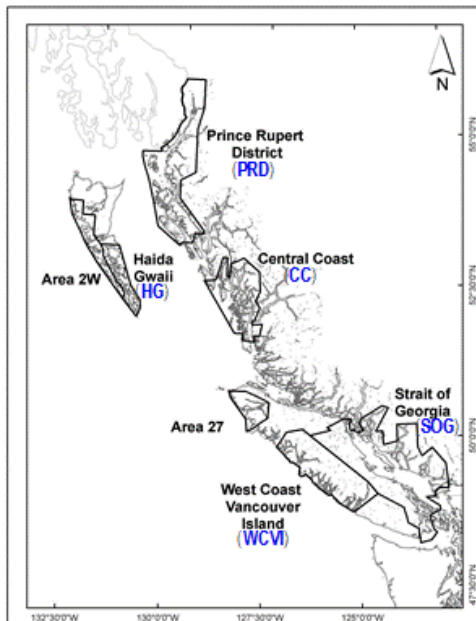 N
Prince Rupert
District
(PRD)
Haida
Gwaii
(HG)
Area 2W
Central Coast
(CC)
Strait of
Georgia
(SOG)
Area 27
West Coast
Vancouver
Island
(WCVI)
132°30'0"W
130°0'0"W
127°30'0"W
125°0'0"W